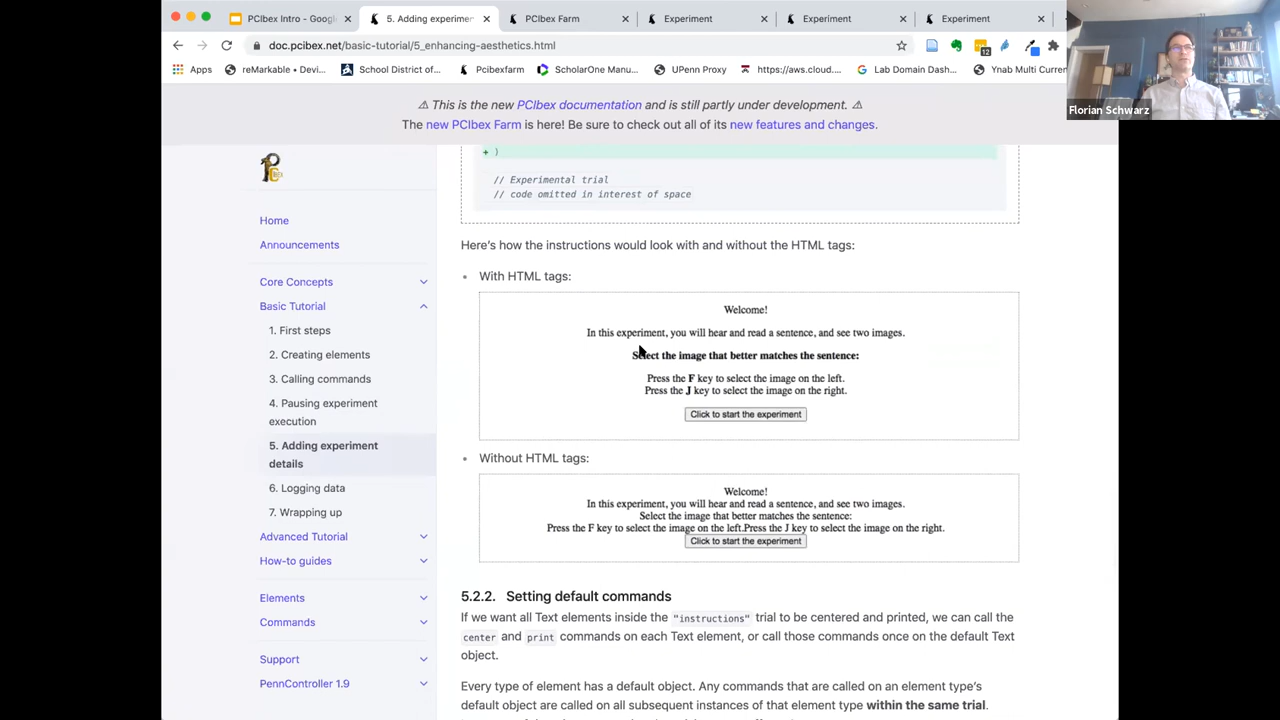 PCIbex Intro - Googl
5. Adding experimen
PCIbex Farm
Experiment
Experiment
Experiment
doc.pcibex.net/basic-tutorial/5_enhancing-aesthetics.html
12
Apps
reMarkable • Devi...
School District of...
Pcibexfarm
ScholarOne Manu...
UPenn Proxy
https://aws.cloud....
Lab Domain Dash...
Ynab Multi Curren
Florian Schwarz
⚠ This is the new PCIbex documentation and is still partly under development. ⚠
The new PCIbex Farm is here! Be sure to check out all of its new features and changes.
Home
Announcements
Core Concepts
Basic Tutorial
1. First steps
2. Creating elements
3. Calling commands
4. Pausing experiment
execution
5. Adding experiment
details
6. Logging data
7. Wrapping up
Advanced Tutorial
How-to guides
Elements
Commands
Support
PennController 1.9
+ )
// Experimental trial
// code omitted in interest of space
Here's how the instructions would look with and without the HTML tags:
• With HTML tags:
Welcome!
In this experiment, you will hear and read a sentence, and see two images.
Select the image that better matches the sentence:
Press the F key to select the image on the left.
Press the J key to select the image on the right.
Click to start the experiment
• Without HTML tags:
Welcome!
In this experiment, you will hear and read a sentence, and see two images.
Select the image that better matches the sentence:
Press the F key to select the image on the left.Press the J key to select the image on the right.
Click to start the experiment
5.2.2. Setting default commands
If we want all Text elements inside the "instructions" trial to be centered and printed, we can call the
center and print commands on each Text element, or call those commands once on the default Text
object.
Every type of element has a default object. Any commands that are called on an element type's
default object are called on all subsequent instances of that element type within the same trial.